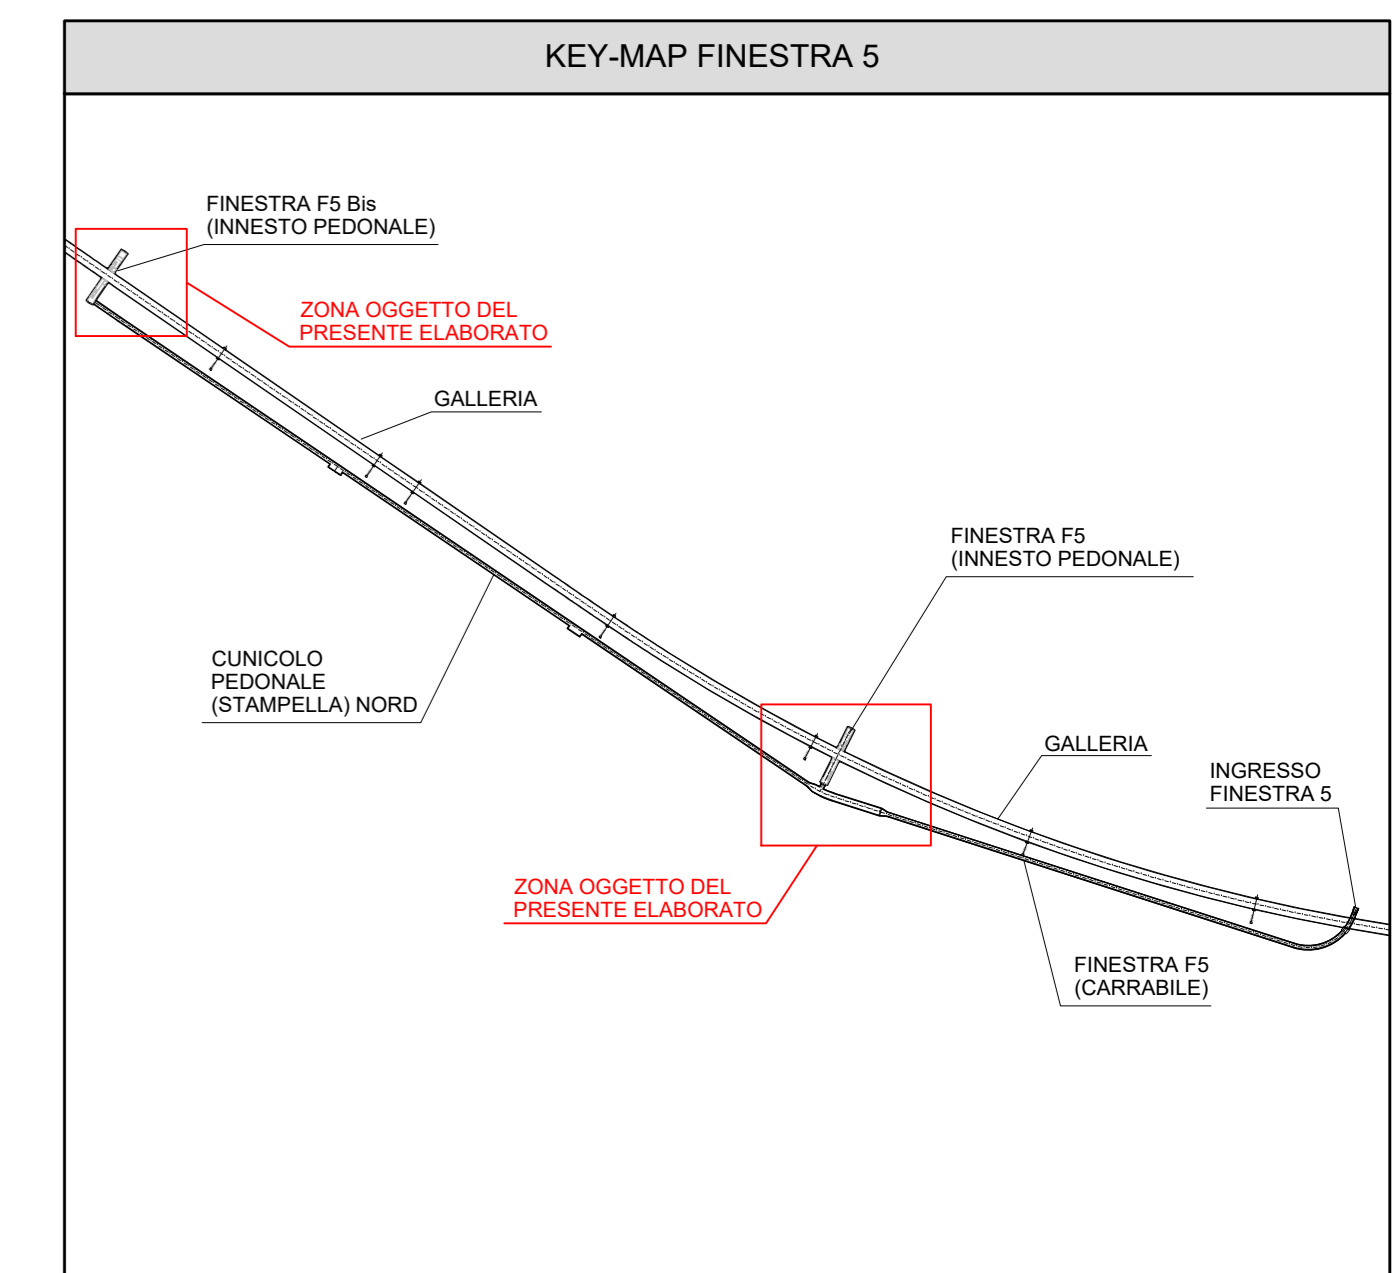 KEY-MAP FINESTRA 5
FINESTRA F5 Bis
(INNESTO PEDONALE)
ZONA OGGETTO DEL
PRESENTE ELABORATO
GALLERIA
FINESTRA F5
(INNESTO PEDONALE)
CUNICOLO
PEDONALE
(STAMPELLA) NORD
GALLERIA
INGRESSO
FINESTRA 5
ZONA OGGETTO DEL
PRESENTE ELABORATO
FINESTRA F5
(CARRABILE)